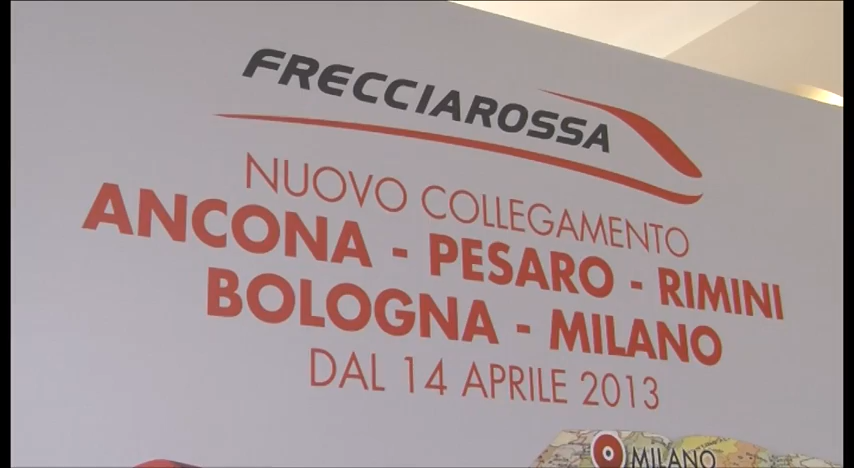 FRECCIAROSSA
NUOVO COLLEGAMENTO
ANCONA - PESARO - RIMINI
BOLOGNA - MILANO
DAL 14 APRILE 2013
MILANO